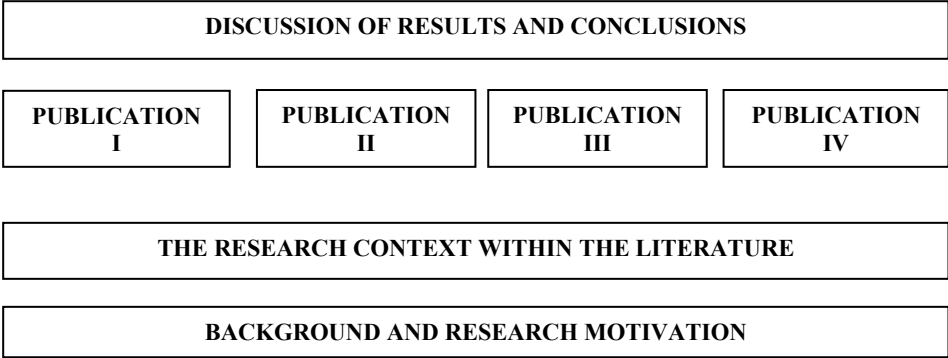 DISCUSSION OF RESULTS AND CONCLUSIONS
PUBLICATION
I
PUBLICATION
II
PUBLICATION
III
PUBLICATION
IV
THE RESEARCH CONTEXT WITHIN THE LITERATURE
BACKGROUND AND RESEARCH MOTIVATION